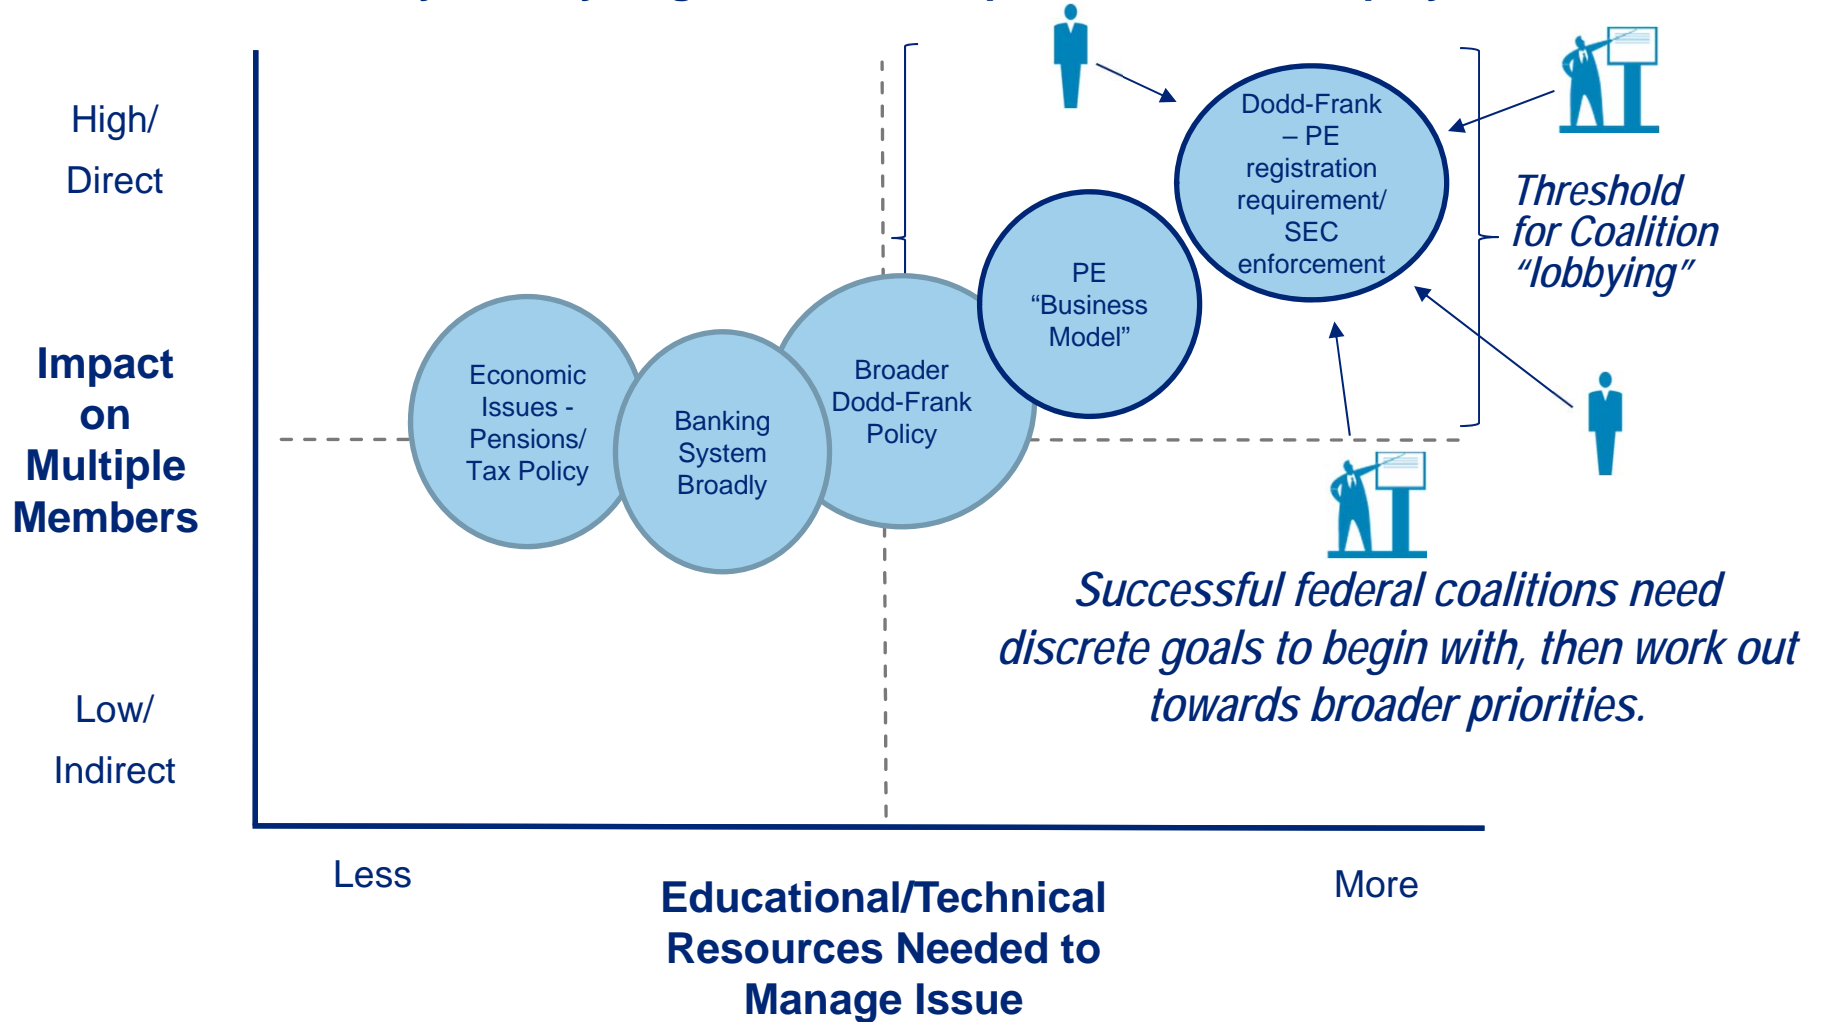 High/
Direct
Impact
on
Multiple
Members
Low/
Indirect
Economic
Issues -
Pensions/
Tax Policy
Banking
System
Broadly
Broader
Dodd-Frank
Policy
PE
“Business
Model”
Dodd-Frank
– PE
registration
requirement/
SEC
enforcement
Threshold
for Coalition
“lobbying”
Successful federal coalitions need
discrete goals to begin with, then work out
towards broader priorities.
Less
Educational/Technical
Resources Needed to
Manage Issue
More